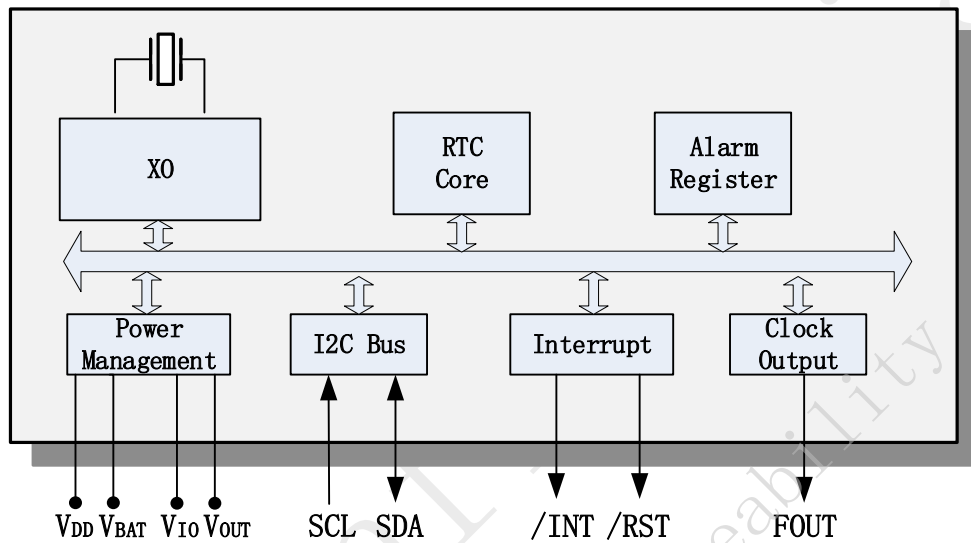 XO
RTC
Core
Alarm
Register
Power
Management
I2C Bus
Interrupt
Clock
Output
VDD VBAT VIO VOUT SCL SDA /INT /RST FOUT